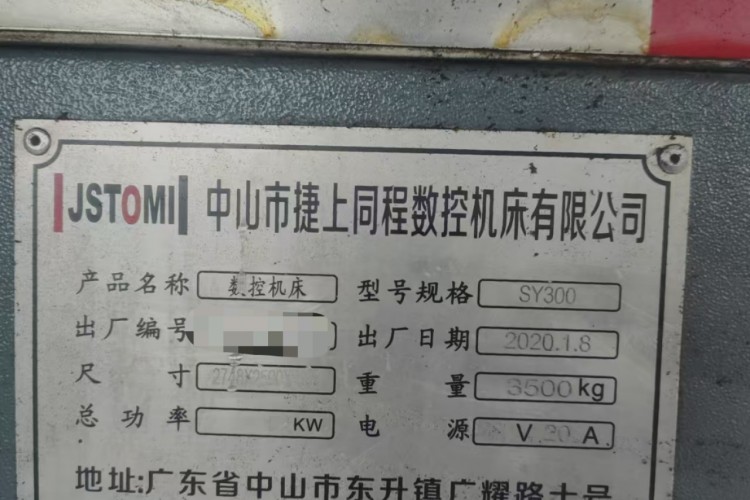 JSTOMI 中山市捷上同程数控机床有限公司
产品名称 数控机床 型号规格 SY300
出厂编号 出厂日期 2020.1.8
尺寸 重量 3500kg
总功率 KW 电源 V 30 A
地址:广东省中山市东升镇广耀路十号